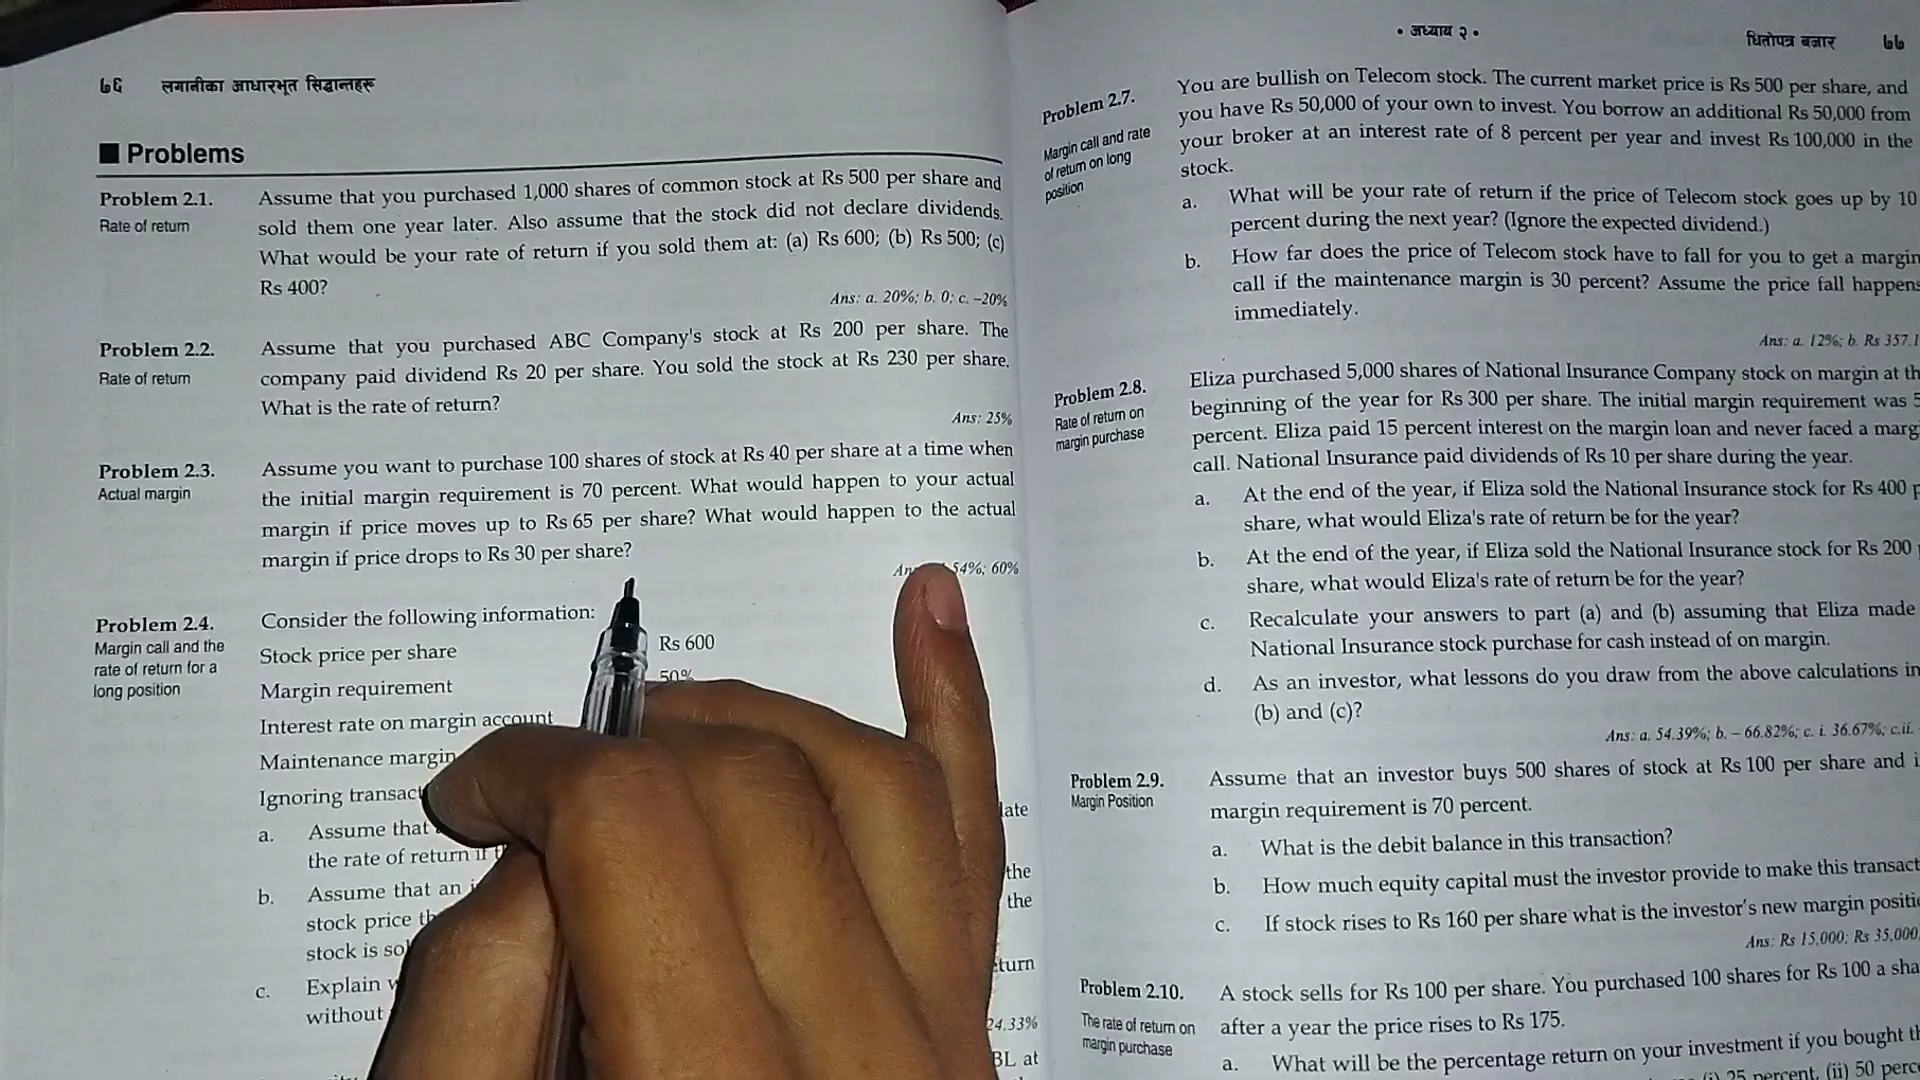 ७६ लगानीका आधारभूत सिद्धान्तहरू
Problems
Problem 2.1.
Rate of return
Assume that you purchased 1,000 shares of common stock at Rs 500 per share and
sold them one year later. Also assume that the stock did not declare dividends.
What would be your rate of return if you sold them at: (a) Rs 600; (b) Rs 500; (c)
Rs 400?
Ans: a. 20%; b. 0; c. –20%
Problem 2.2.
Rate of return
Assume that you purchased ABC Company's stock at Rs 200 per share. The
company paid dividend Rs 20 per share. You sold the stock at Rs 230 per share.
What is the rate of return?
Ans: 25%
Problem 2.3.
Actual margin
Assume you want to purchase 100 shares of stock at Rs 40 per share at a time when
the initial margin requirement is 70 percent. What would happen to your actual
margin if price moves up to Rs 65 per share? What would happen to the actual
margin if price drops to Rs 30 per share?
54%; 60%
Problem 2.4.
Margin call and the
rate of return for a
long position
Consider the following information:
Stock price per share Rs 600
Margin requirement 50%
Interest rate on margin account
Maintenance margin
Ignoring
a. Assume that
the rate of return if
b. Assume that an
stock price
stock is
c. Explain
without
the
the
24.33%
BL at
• अध्याय २ •
धितोपत्र बजार ७७
Problem 2.7.
Margin call and rate
of return on long
position
You are bullish on Telecom stock. The current market price is Rs 500 per share, and
you have Rs 50,000 of your own to invest. You borrow an additional Rs 50,000 from
your broker at an interest rate of 8 percent per year and invest Rs 100,000 in the
stock.
a. What will be your rate of return if the price of Telecom stock goes up by 10
percent during the next year? (Ignore the expected dividend.)
b. How far does the price of Telecom stock have to fall for you to get a margin
call if the maintenance margin is 30 percent? Assume the price fall happens
immediately.
Ans: a. 12%; b. Rs 357.1
Problem 2.8.
Rate of return on
margin purchase
Eliza purchased 5,000 shares of National Insurance Company stock on margin at
beginning of the year for Rs 300 per share. The initial margin requirement was
percent. Eliza paid 15 percent interest on the margin loan and never faced a
call. National Insurance paid dividends of Rs 10 per share during the year.
a. At the end of the year, if Eliza sold the National Insurance stock for Rs 400
share, what would Eliza's rate of return be for the year?
b. At the end of the year, if Eliza sold the National Insurance stock for Rs 200
share, what would Eliza's rate of return be for the year?
c. Recalculate your answers to part (a) and (b) assuming that Eliza made
National Insurance stock purchase for cash instead of on margin.
d. As an investor, what lessons do you draw from the above calculations in
(b) and (c)?
Ans: a. 54.39%; b. – 66.82%; c. i. 36.67%; c.ii.
Problem 2.9.
Margin Position
Assume that an investor buys 500 shares of stock at Rs 100 per share and
margin requirement is 70 percent.
a. What is the debit balance in this transaction?
b. How much equity capital must the investor provide to make this
c. If stock rises to Rs 160 per share what is the investor's new margin
Ans: Rs 15,000; Rs 35,000
Problem 2.10.
The rate of return on
margin purchase
A stock sells for Rs 100 per share. You purchased 100 shares for Rs 100 a
after a year the price rises to Rs 175.
a. What will be the percentage return on your investment if you bought
(i) 25 percent, (ii) 50